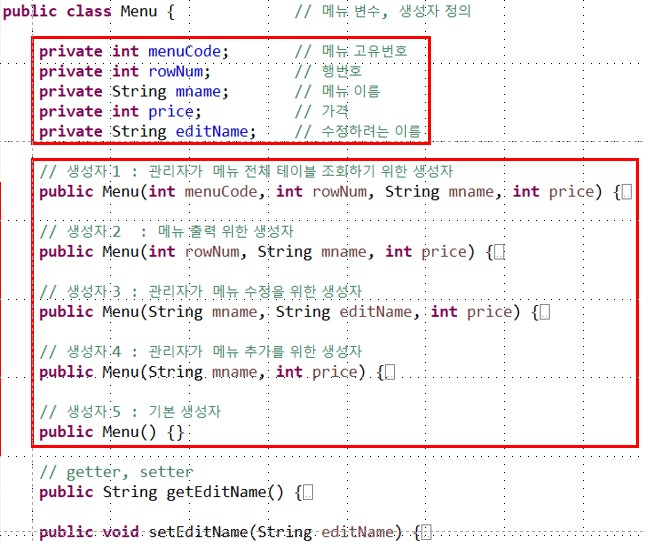 public class Menu { // 메뉴 변수, 생성자 정의
private int menuCode; // 메뉴 고유번호
private int rowNum; // 행번호
private String mname; // 메뉴 이름
private int price; // 가격
private String editName; // 수정하려는 이름
// 생성자 1 : 관리자가 메뉴 전체 테이블 조회하기 위한 생성자
public Menu(int menuCode, int rowNum, String mname, int price) {
// 생성자 2 : 메뉴 출력 위한 생성자
public Menu(int rowNum, String mname, int price) {
// 생성자 3 : 관리자가 메뉴 수정을 위한 생성자
public Menu(String mname, String editName, int price) {
// 생성자 4 : 관리자가 메뉴 추가를 위한 생성자
public Menu(String mname, int price) {
// 생성자 5 : 기본 생성자
public Menu() {}
// getter, setter
public String getEditName() {
public void setEditName(String editName) {